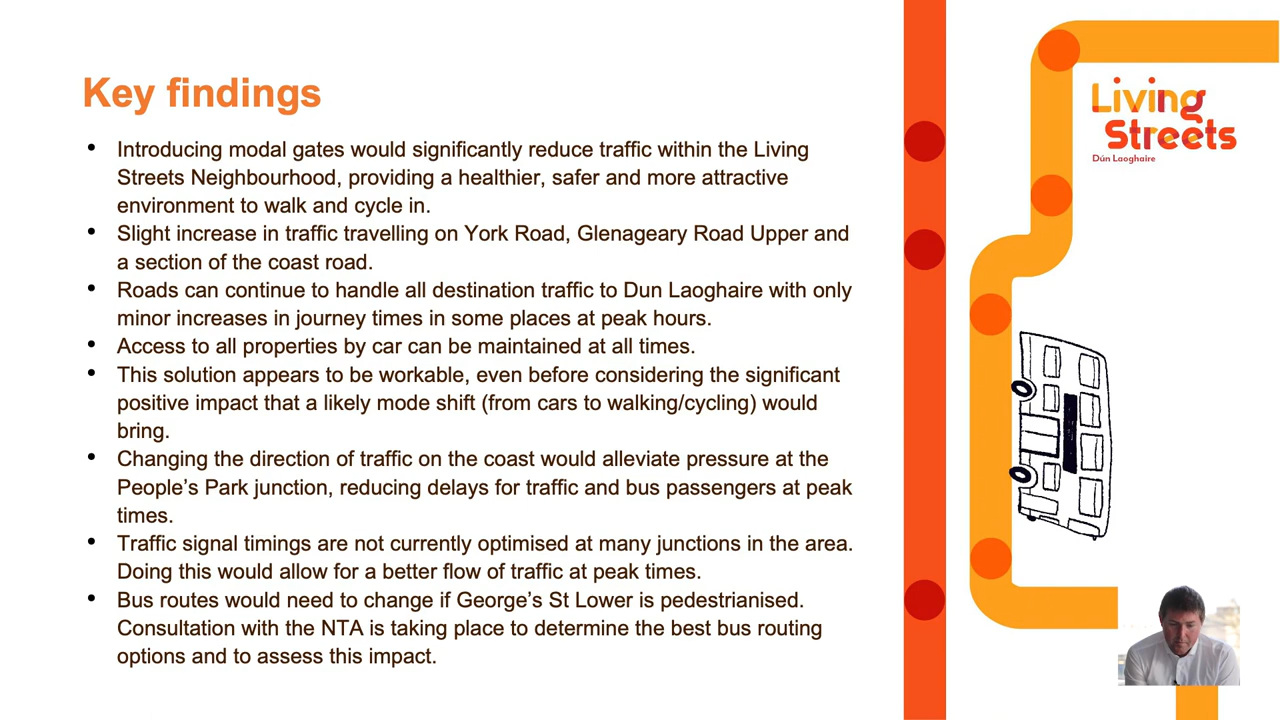 Key findings
• Introducing modal gates would significantly reduce traffic within the Living
Streets Neighbourhood, providing a healthier, safer and more attractive
environment to walk and cycle in.
• Slight increase in traffic travelling on York Road, Glenageary Road Upper and
a section of the coast road.
• Roads can continue to handle all destination traffic to Dun Laoghaire with only
minor increases in journey times in some places at peak hours.
• Access to all properties by car can be maintained at all times.
• This solution appears to be workable, even before considering the significant
positive impact that a likely mode shift (from cars to walking/cycling) would
bring.
• Changing the direction of traffic on the coast would alleviate pressure at the
People’s Park junction, reducing delays for traffic and bus passengers at peak
times.
• Traffic signal timings are not currently optimised at many junctions in the area.
Doing this would allow for a better flow of traffic at peak times.
• Bus routes would need to change if George’s St Lower is pedestrianised.
Consultation with the NTA is taking place to determine the best bus routing
options and to assess this impact.
Living
Streets
Dún Laoghaire